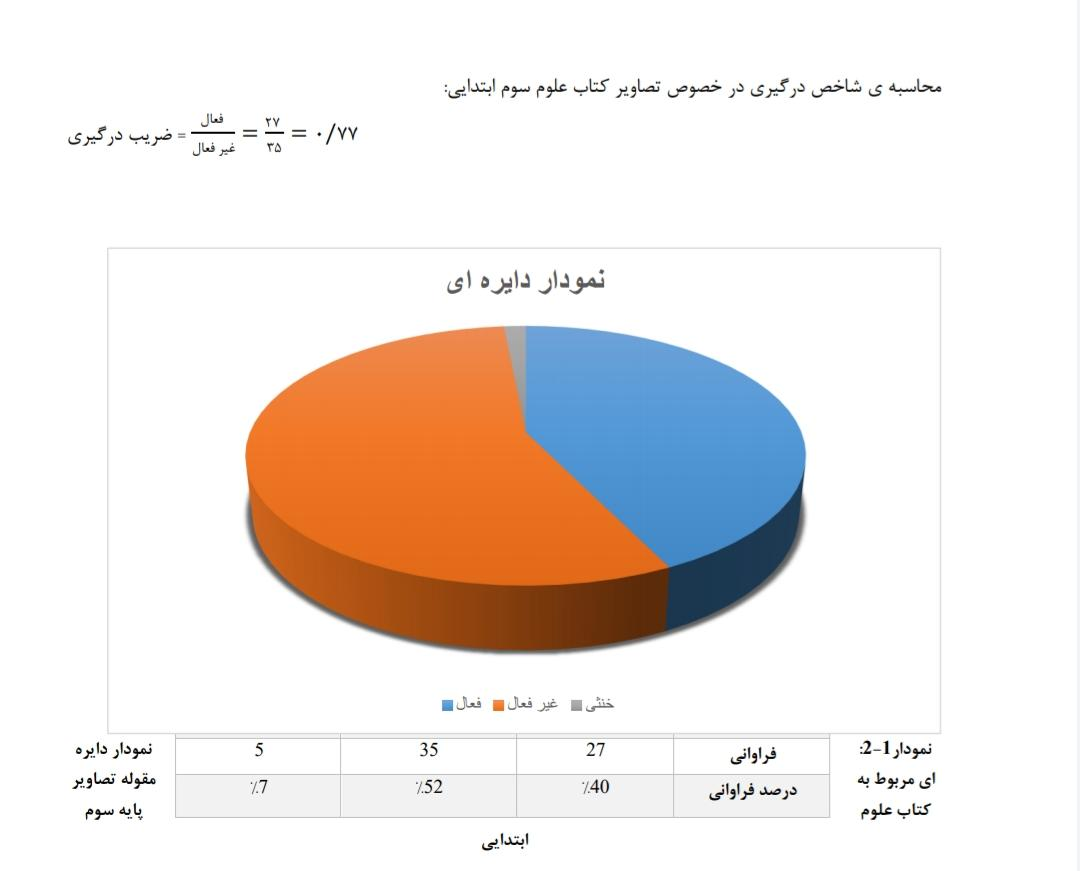 محاسبه ی شاخص درگیری در خصوص تصاویر کتاب علوم سوم ابتدایی:
ضریب درگیری = فعال / غیر فعال = ۲۷ / ۳۵ = ۰/۷۷
نمودار دایره ای
فعال غیر فعال خنثی
نمودار1-2: فراوانی 27 35 5 نمودار دایره
ای مربوط به درصد فراوانی 40٪ 52٪ 7٪ مقوله تصاویر
کتاب علوم پایه سوم
ابتدایی